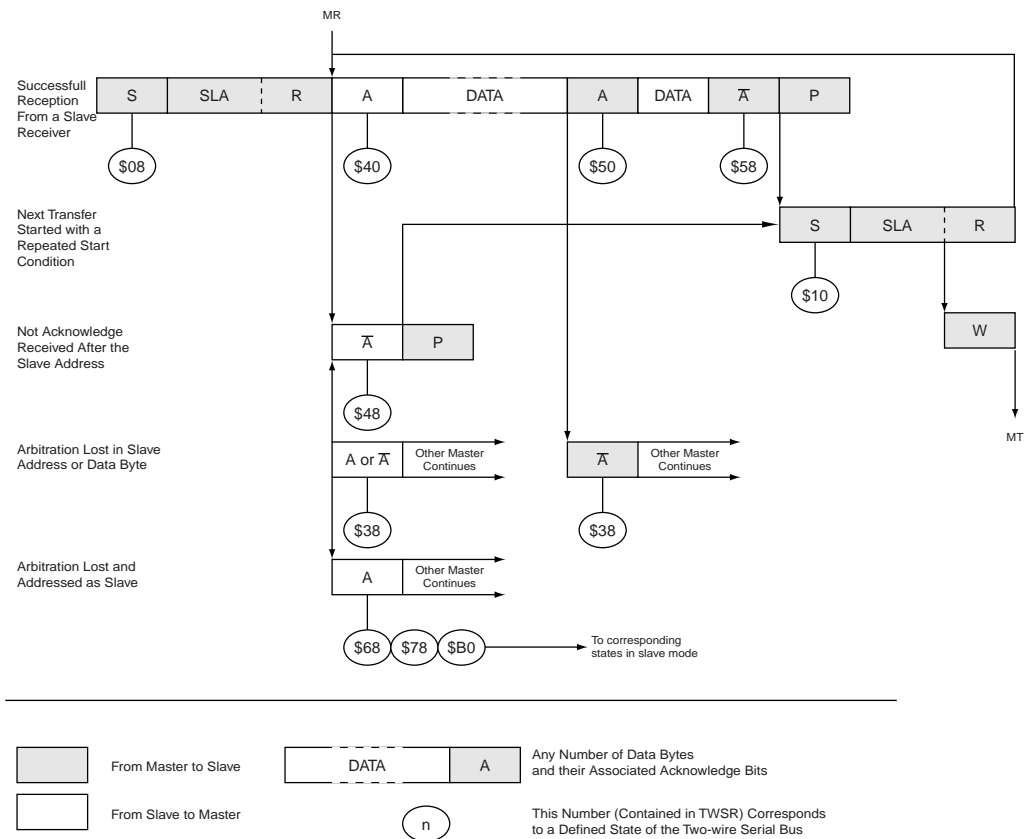 MR
Successfull
Reception
From a Slave
Receiver
S SLA R A DATA A DATA A̅ P
$08 $40 $50 $58
Next Transfer
Started with a
Repeated Start
Condition
S SLA R
$10
Not Acknowledge
Received After the
Slave Address
A̅ P
W
$48
MT
Arbitration Lost in Slave
Address or Data Byte
A or A̅ Other Master
Continues
A̅ Other Master
Continues
$38 $38
Arbitration Lost and
Addressed as Slave
A Other Master
Continues
$68 $78 $B0
To corresponding
states in slave mode
From Master to Slave
DATA A
Any Number of Data Bytes
and their Associated Acknowledge Bits
From Slave to Master
n
This Number (Contained in TWSR) Corresponds
to a Defined State of the Two-wire Serial Bus